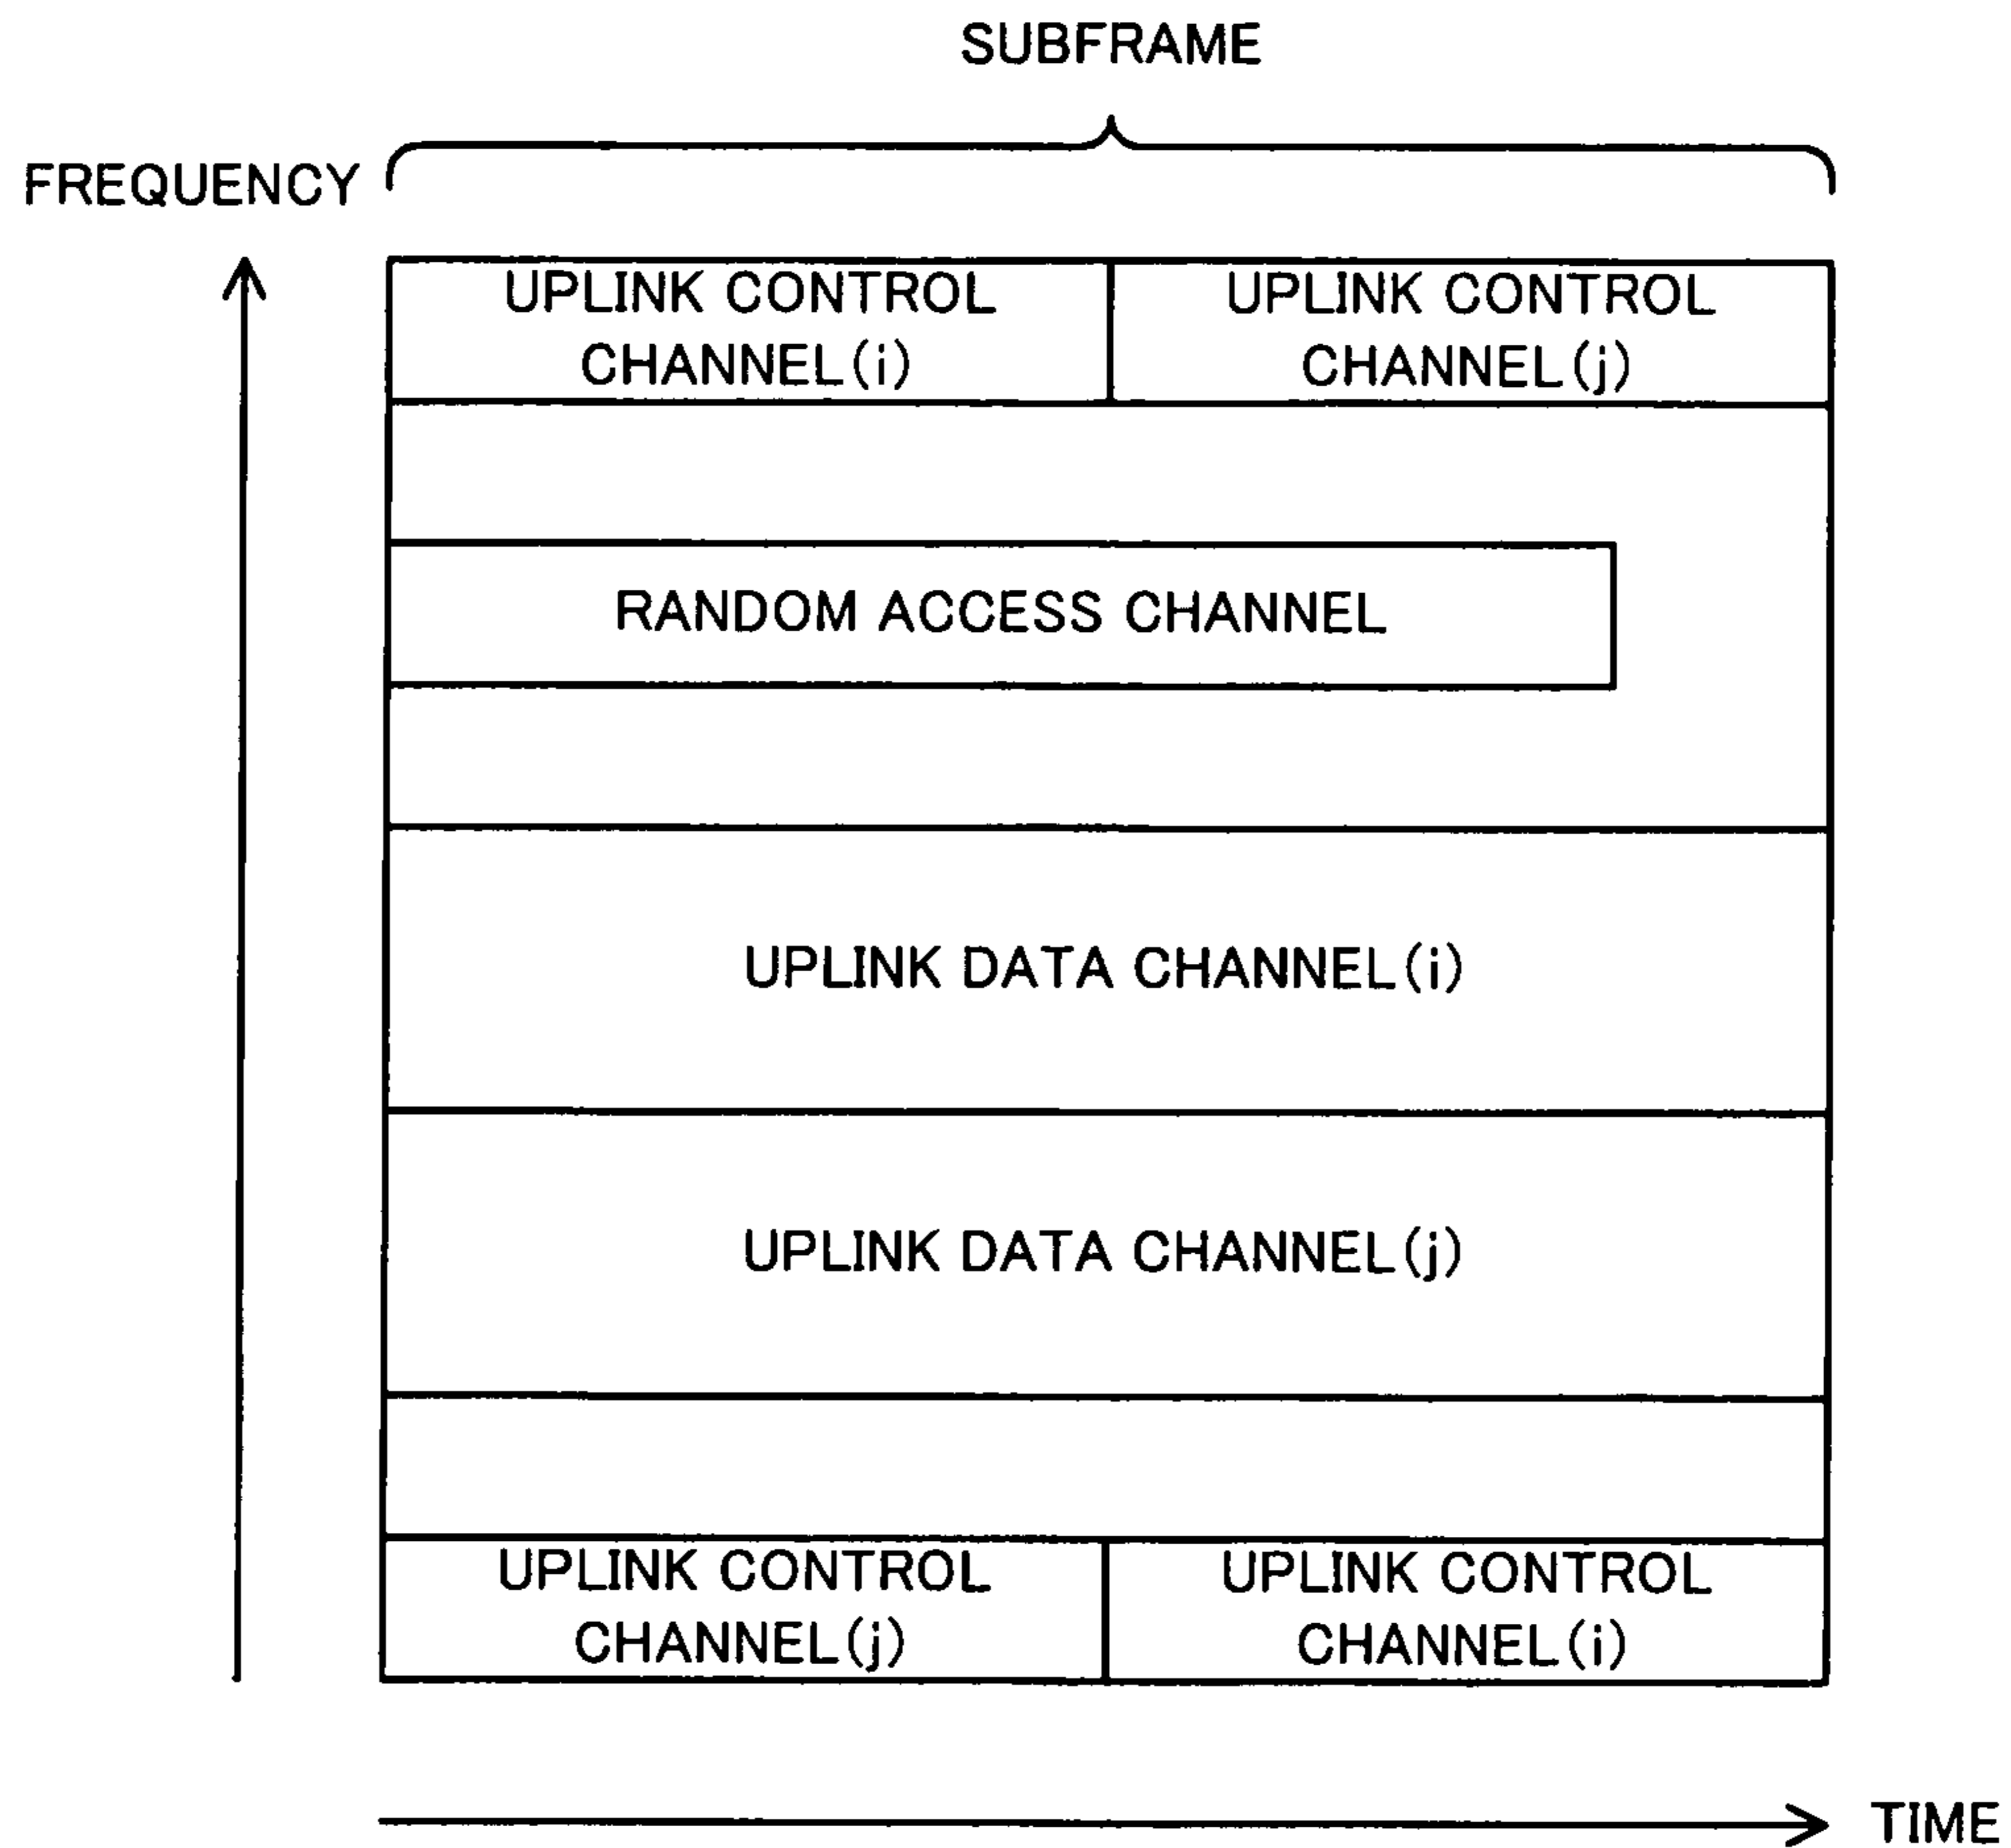 SUBFRAME
FREQUENCY
UPLINK CONTROL
CHANNEL(i)
UPLINK CONTROL
CHANNEL(j)
RANDOM ACCESS CHANNEL
UPLINK DATA CHANNEL(i)
UPLINK DATA CHANNEL(j)
UPLINK CONTROL
CHANNEL(j)
UPLINK CONTROL
CHANNEL(i)
TIME